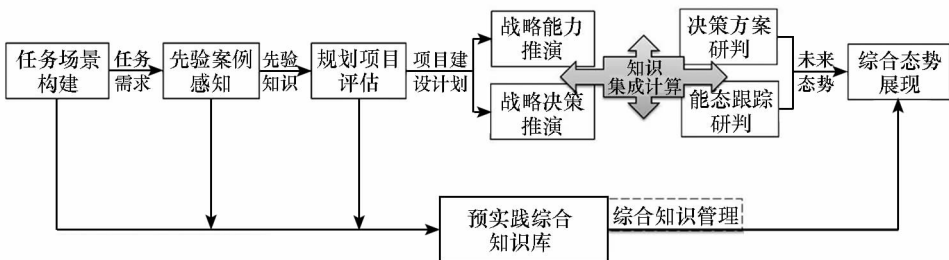 任务场景
构建
任务
需求
先验案例
感知
先验
知识
规划项目
评估
项目建
设计划
战略能力
推演
战略决策
推演
知识
集成计算
决策方案
研判
能态跟踪
研判
未来
态势
综合态势
展现
预实践综合
知识库
综合知识管理